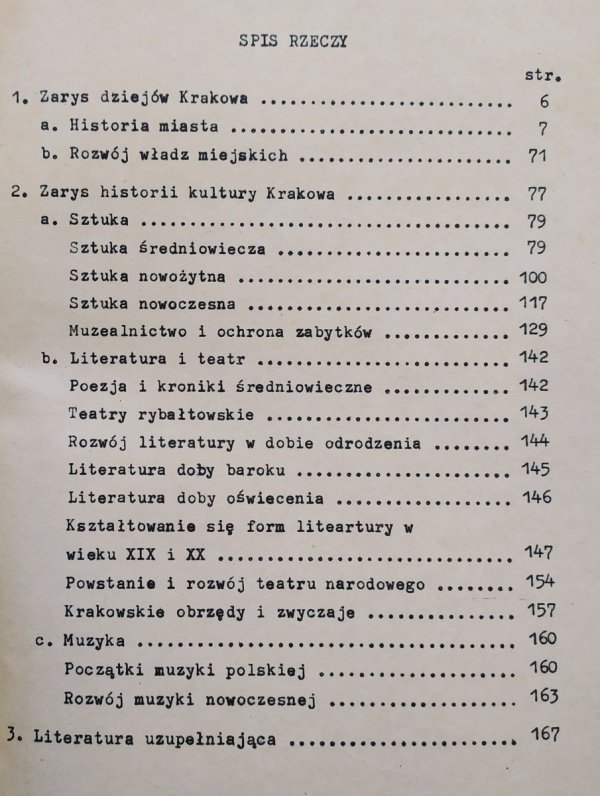 SPIS RZECZY
str.
1. Zarys dziejów Krakowa .......................... 6
a. Historia miasta ............................. 7
b. Rozwój władz miejskich ...................... 71
2. Zarys historii kultury Krakowa ................. 77
a. Sztuka ...................................... 79
Sztuka średniowiecza ........................ 79
Sztuka nowożytna ............................ 100
Sztuka nowoczesna ........................... 117
Muzealnictwo i ochrona zabytków ............. 129
b. Literatura i teatr .......................... 142
Poezja i kroniki średniowieczne ............. 142
Teatry rybałtowskie ......................... 143
Rozwój literatury w dobie odrodzenia ........ 144
Literatura doby baroku ...................... 145
Literatura doby oświecenia .................. 146
Kształtowanie się form liteartury w
wieku XIX i XX .............................. 147
Powstanie i rozwój teatru narodowego ........ 154
Krakowskie obrzędy i zwyczaje ............... 157
c. Muzyka ...................................... 160
Początki muzyki polskiej .................... 160
Rozwój muzyki nowoczesnej ................... 163
3. Literatura uzupełniająca ....................... 167